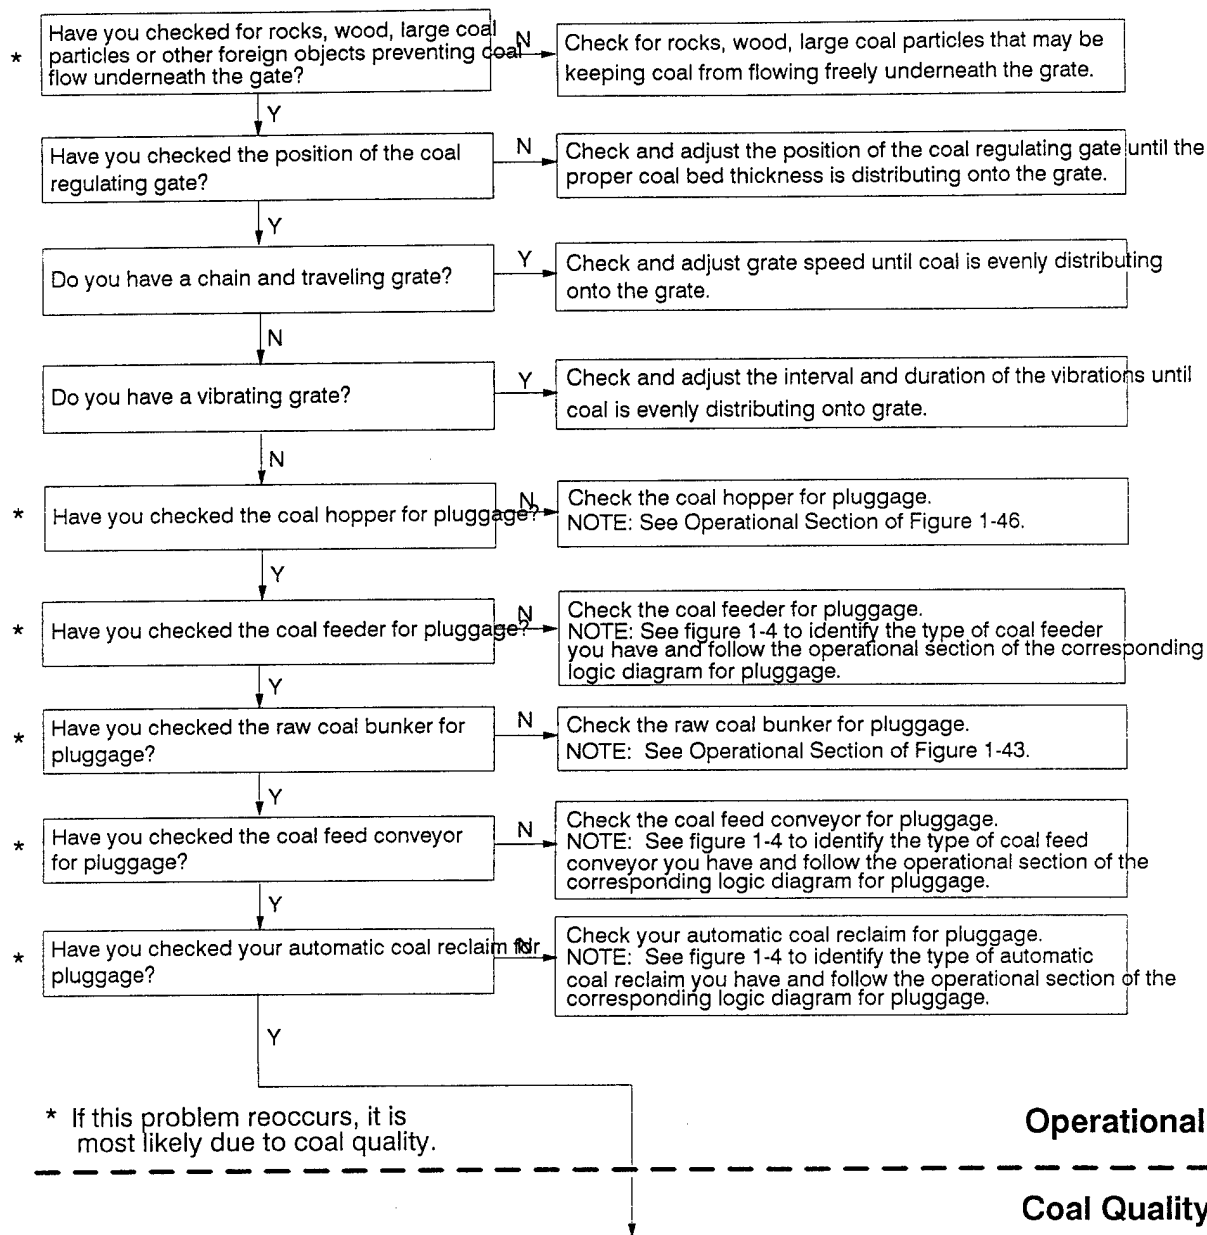 Have you checked for rocks, wood, large coal
particles or other foreign objects preventing coal
flow underneath the gate?
*
N
Check for rocks, wood, large coal particles that may be
keeping coal from flowing freely underneath the grate.
Y
Have you checked the position of the coal
regulating gate?
N
Check and adjust the position of the coal regulating gate until the
proper coal bed thickness is distributing onto the grate.
Y
Do you have a chain and traveling grate?
Y
Check and adjust grate speed until coal is evenly distributing
onto the grate.
N
Do you have a vibrating grate?
Y
Check and adjust the interval and duration of the vibrations until
coal is evenly distributing onto grate.
N
*
Have you checked the coal hopper for pluggage?
N
Check the coal hopper for pluggage.
NOTE: See Operational Section of Figure 1-46.
Y
*
Have you checked the coal feeder for pluggage?
N
Check the coal feeder for pluggage.
NOTE: See figure 1-4 to identify the type of coal feeder
you have and follow the operational section of the corresponding
logic diagram for pluggage.
Y
*
Have you checked the raw coal bunker for
pluggage?
N
Check the raw coal bunker for pluggage.
NOTE: See Operational Section of Figure 1-43.
Y
*
Have you checked the coal feed conveyor
for pluggage?
N
Check the coal feed conveyor for pluggage.
NOTE: See figure 1-4 to identify the type of coal feed
conveyor you have and follow the operational section of the
corresponding logic diagram for pluggage.
Y
*
Have you checked your automatic coal reclaim for
pluggage?
N
Check your automatic coal reclaim for pluggage.
NOTE: See figure 1-4 to identify the type of automatic
coal reclaim you have and follow the operational section of the
corresponding logic diagram for pluggage.
Y
* If this problem reoccurs, it is
most likely due to coal quality.
Operational
Coal Quality